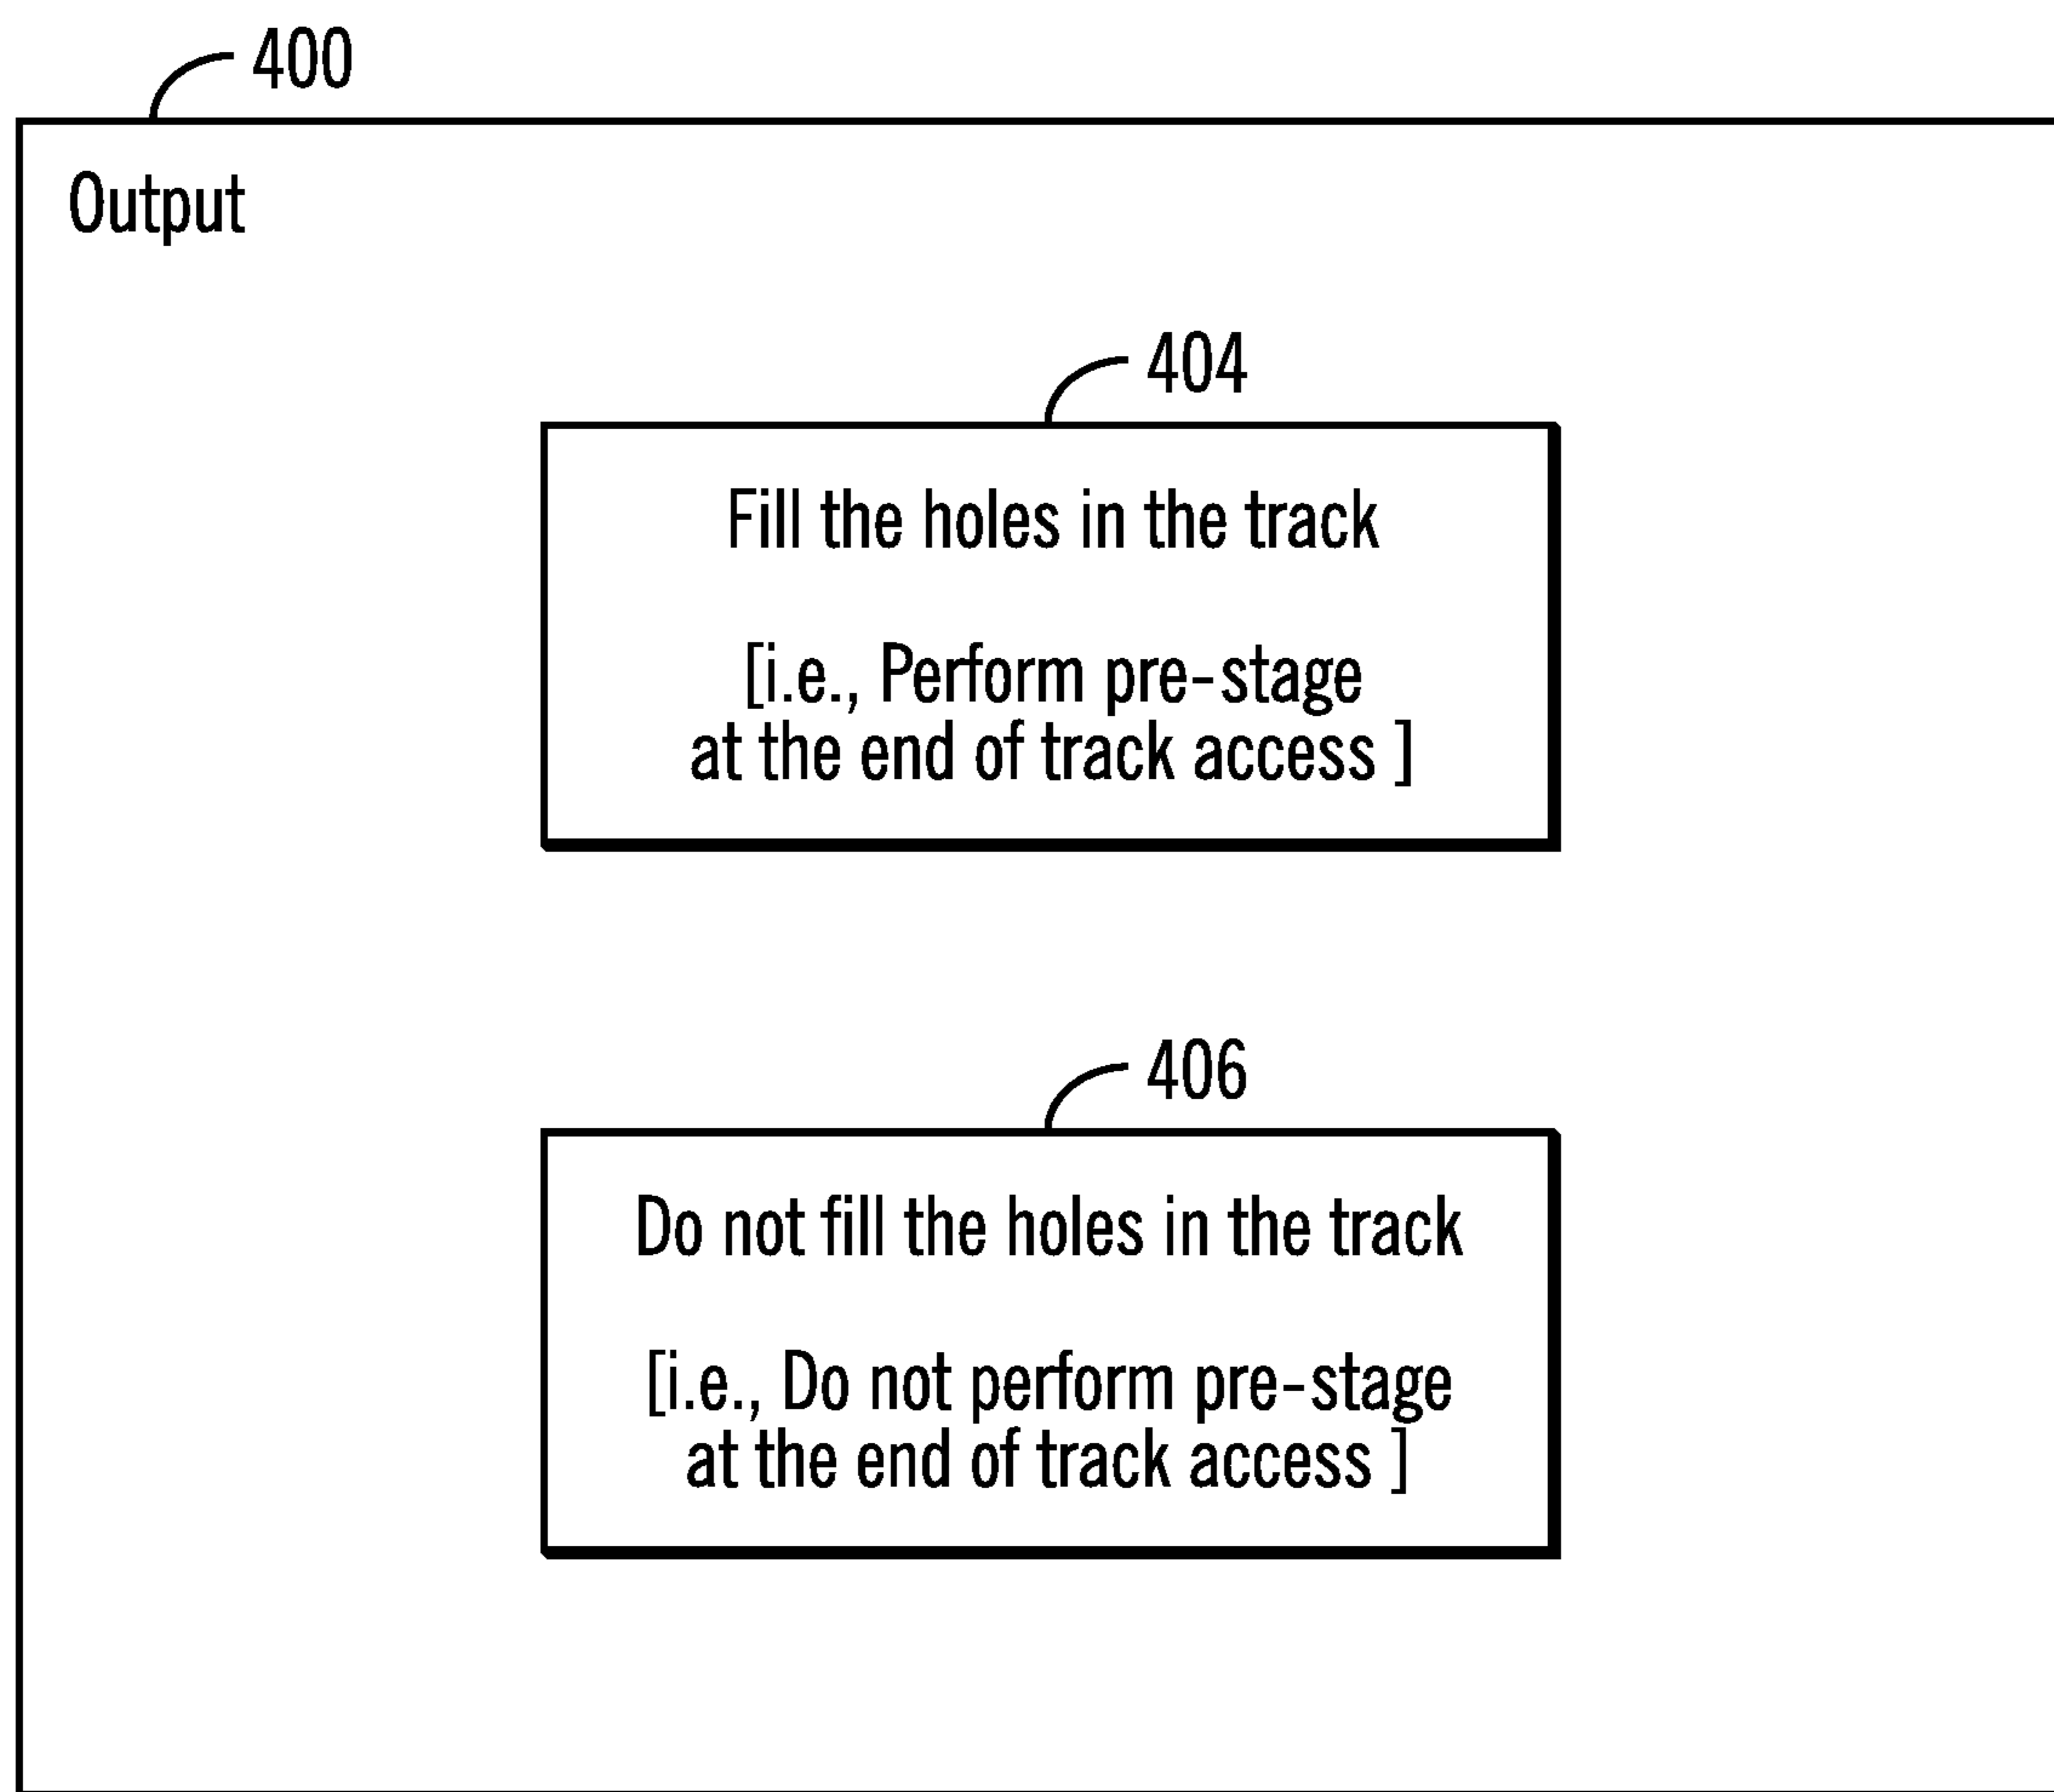 400
Output
404
Fill the holes in the track
[i.e., Perform pre-stage
at the end of track access ]
406
Do not fill the holes in the track
[i.e., Do not perform pre-stage
at the end of track access ]